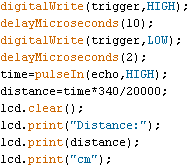 digitalWrite(trigger,HIGH);
delayMicroseconds(10);
digitalWrite(trigger,LOW);
delayMicroseconds(2);
time=pulseIn(echo,HIGH);
distance=time*340/20000;
lcd.clear();
lcd.print("Distance:");
lcd.print(distance);
lcd.print("cm");